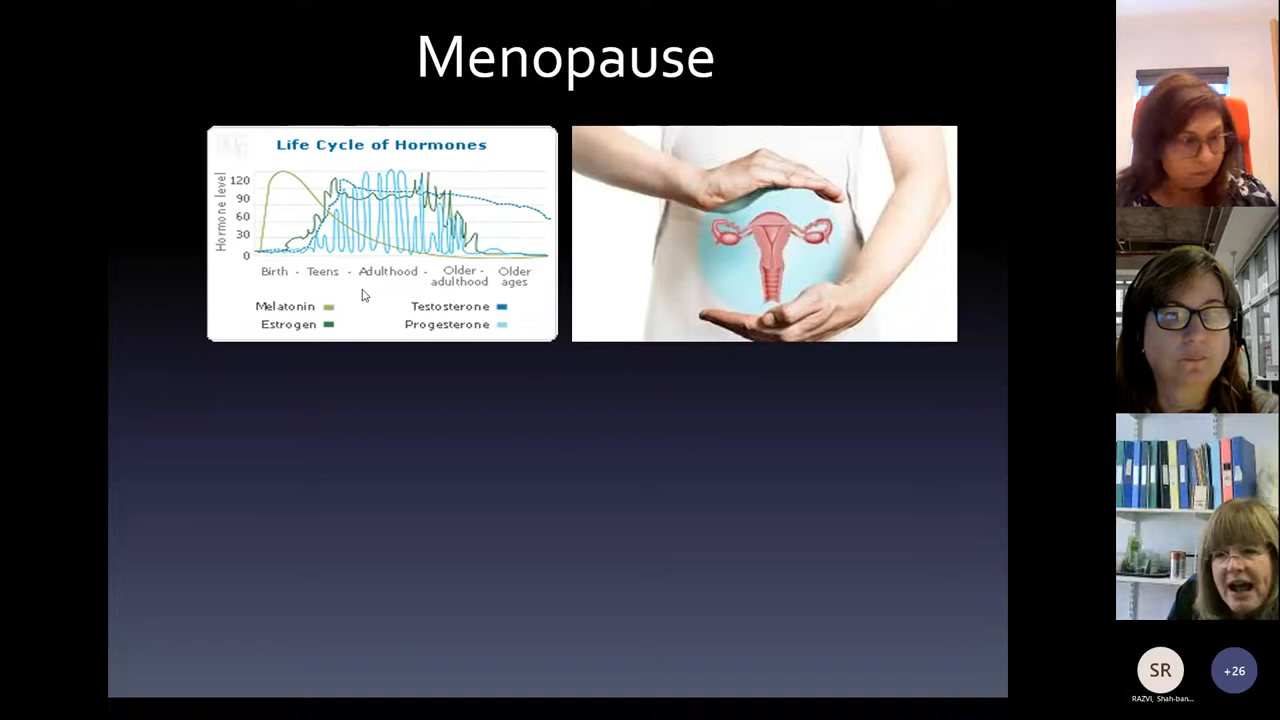 Menopause
Life Cycle of Hormones
Hormone level
120
90
60
30
0
Birth - Teens - Adulthood - Older - Older
adulthood ages
Melatonin Testosterone
Estrogen Progesterone
SR
+26
RAZVI, Shah-ban...